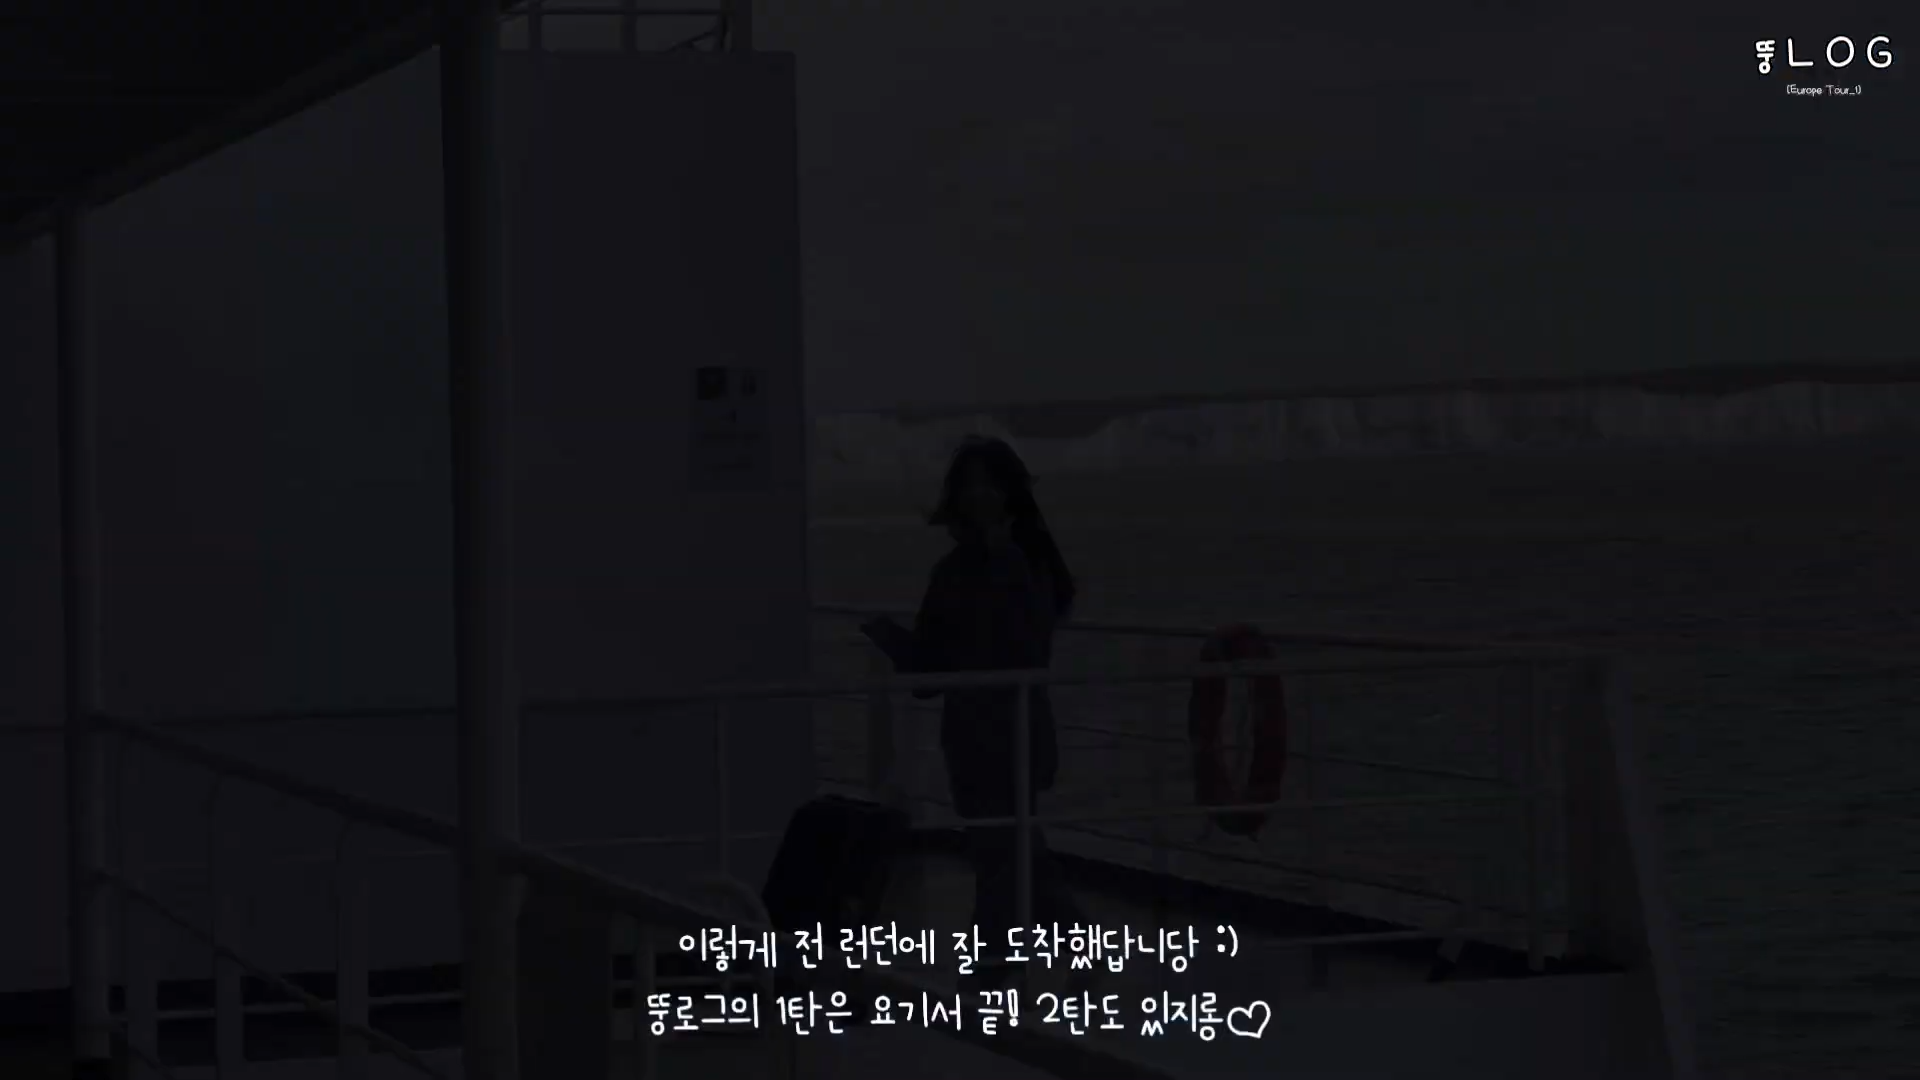 뚱LOG
(Europe Tour_1)
이렇게 전 런던에 잘 도착했답니당 :)
뚱로그의 1탄은 요기서 끝! 2탄도 있지롱♡